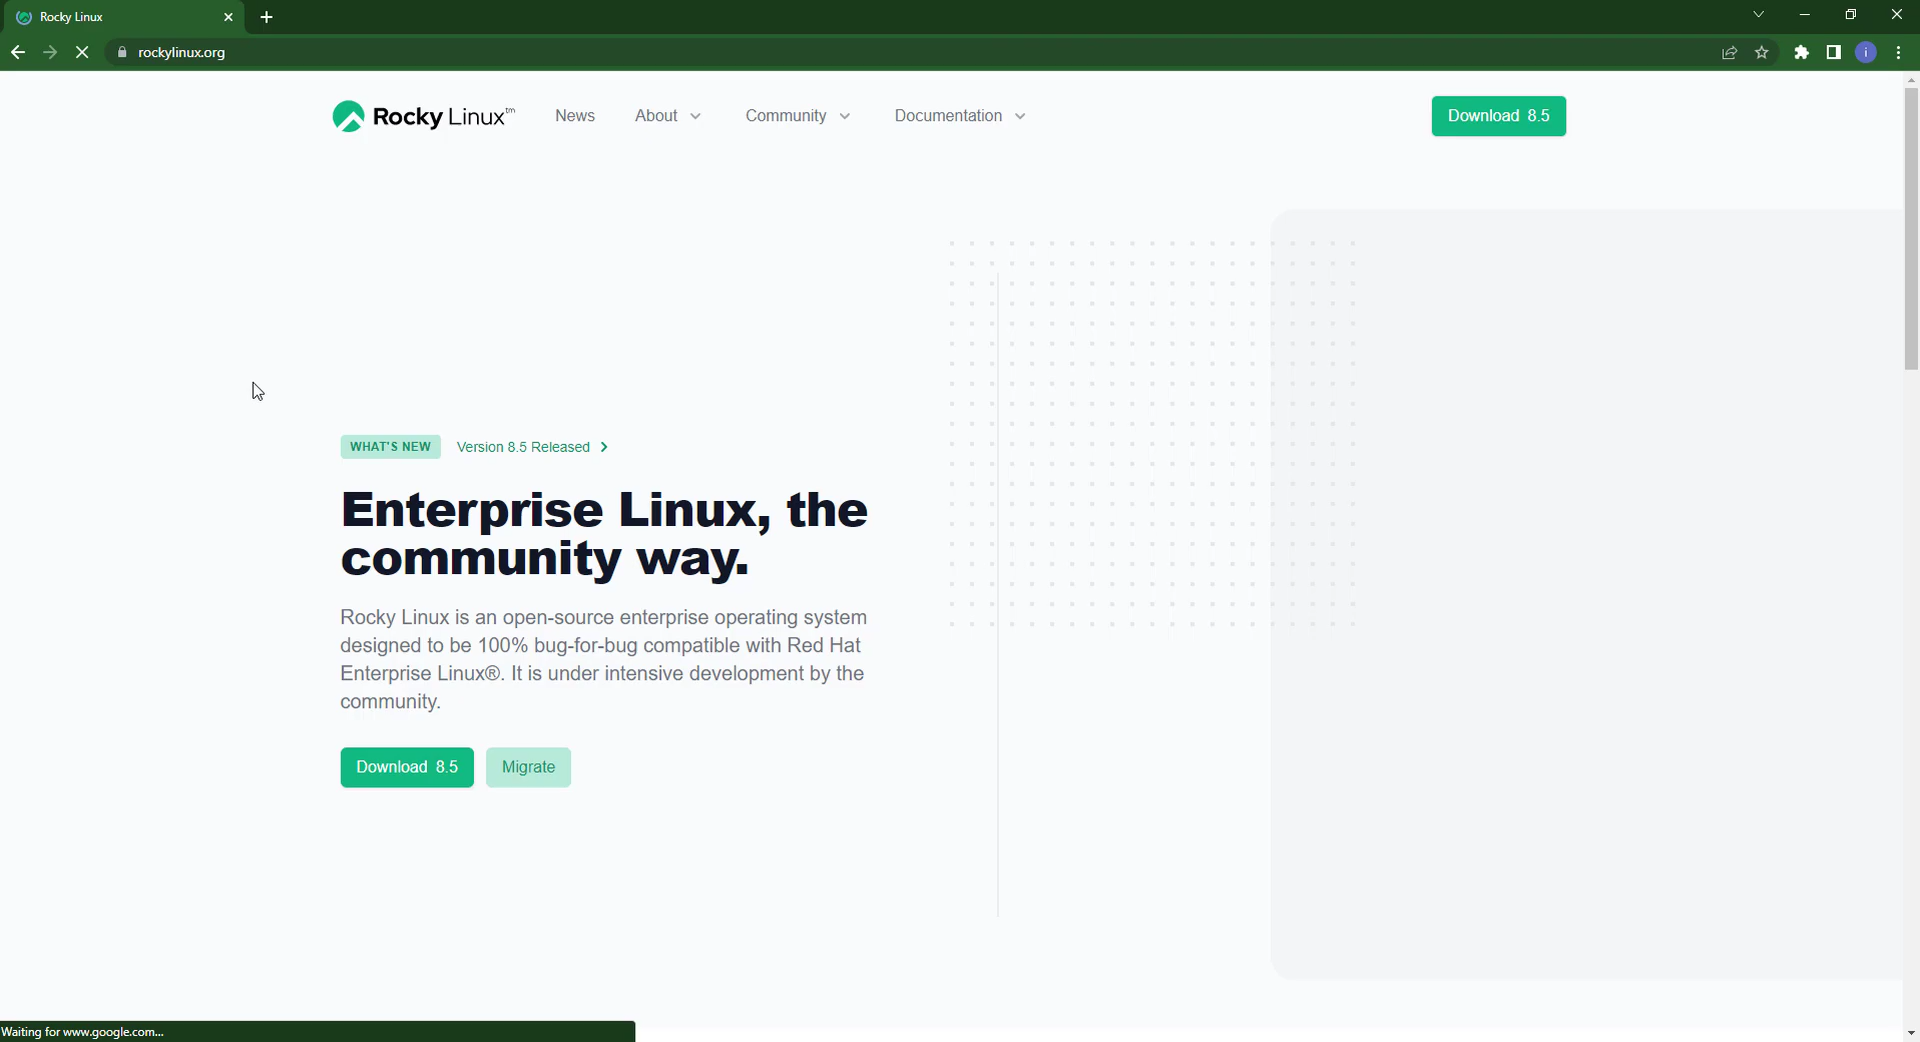 Rocky Linux
rockylinux.org
i
Rocky Linux™
News
About
Community
Documentation
Download 8.5
WHAT'S NEW
Version 8.5 Released
Enterprise Linux, the
community way.
Rocky Linux is an open-source enterprise operating system
designed to be 100% bug-for-bug compatible with Red Hat
Enterprise Linux®. It is under intensive development by the
community.
Download 8.5
Migrate
Waiting for www.google.com...